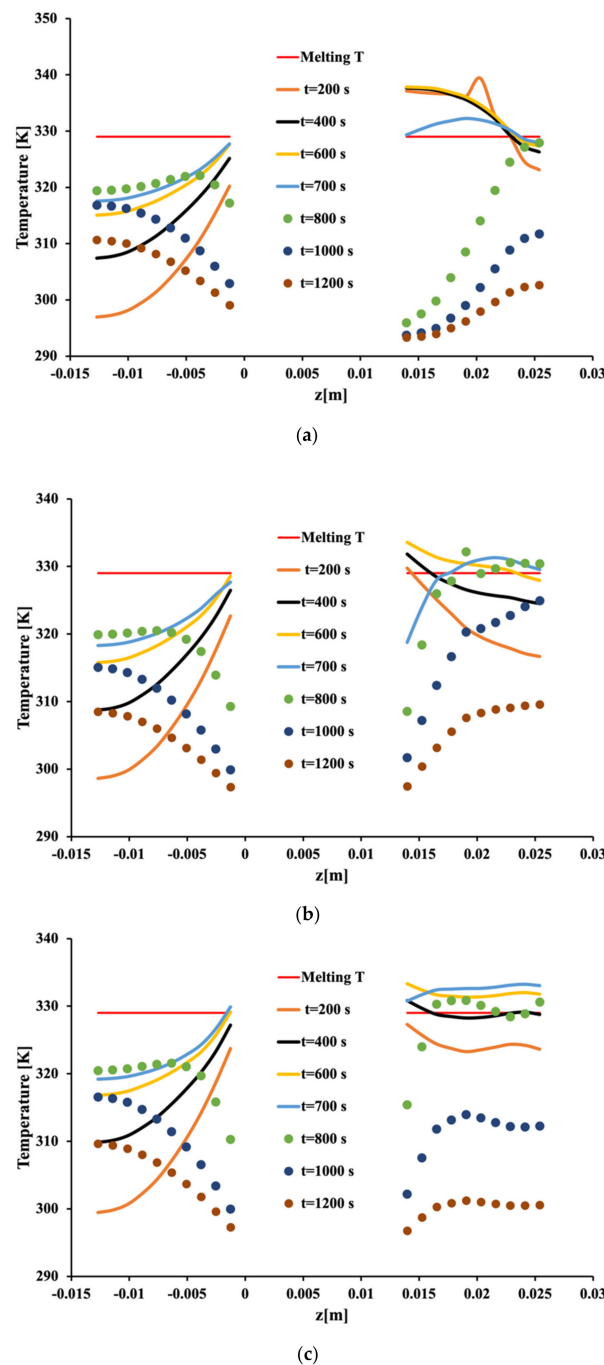 350
340
330
320
310
300
290
Temperature [K]
Melting T
t=200 s
t=400 s
t=600 s
t=700 s
t=800 s
t=1000 s
t=1200 s
-0.015 -0.01 -0.005 0 0.005 0.01 0.015 0.02 0.025 0.03
z[m]
(a)
340
330
320
310
300
290
Temperature [K]
Melting T
t=200 s
t=400 s
t=600 s
t=700 s
t=800 s
t=1000 s
t=1200 s
-0.015 -0.01 -0.005 0 0.005 0.01 0.015 0.02 0.025 0.03
z[m]
(b)
340
330
320
310
300
290
Temperature [K]
Melting T
t=200 s
t=400 s
t=600 s
t=700 s
t=800 s
t=1000 s
t=1200 s
-0.015 -0.01 -0.005 0 0.005 0.01 0.015 0.02 0.025 0.03
z[m]
(c)